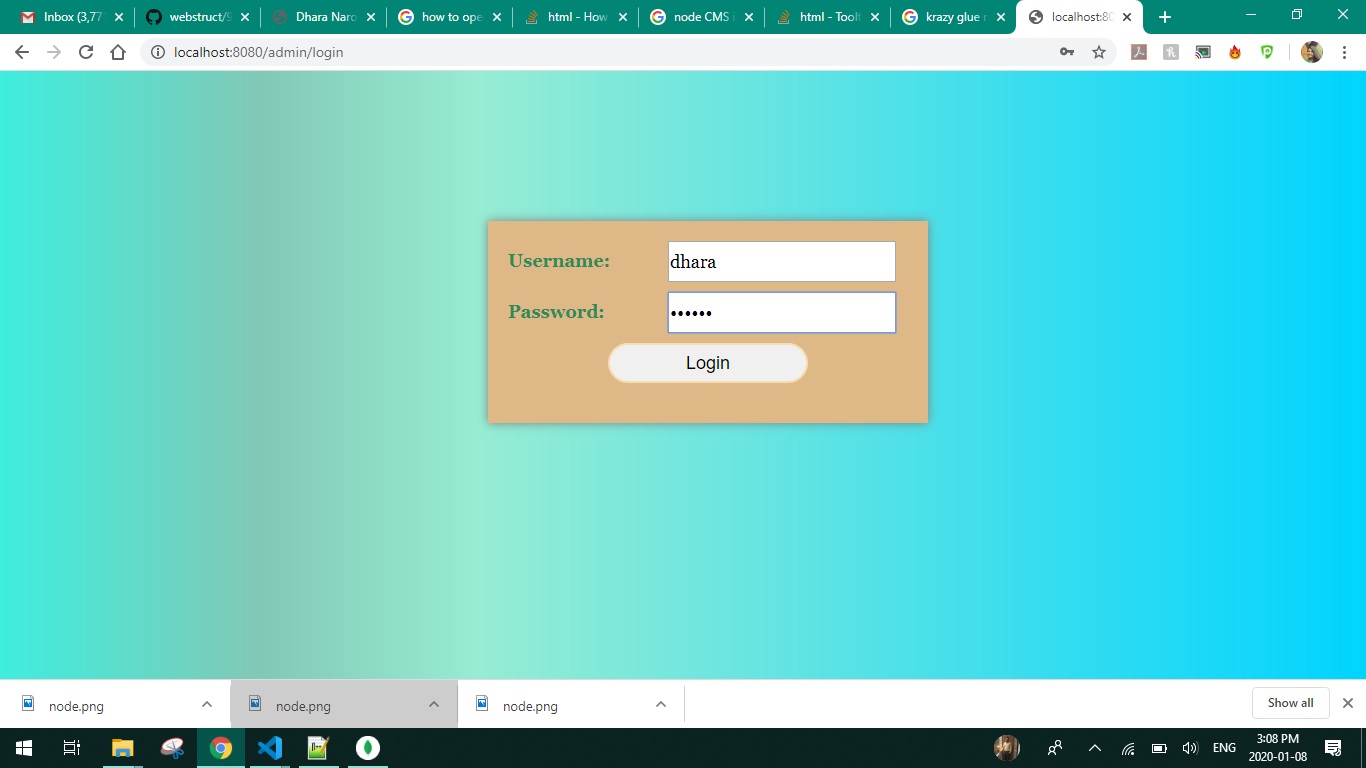 Inbox (3,77
webstruct/9
Dhara Naro
how to ope
html - How
node CMS
html - Toolt
krazy glue r
localhost:80
localhost:8080/admin/login
Username:
dhara
Password:
••••••
Login
node.png
node.png
node.png
Show all
ENG
3:08 PM
2020-01-08